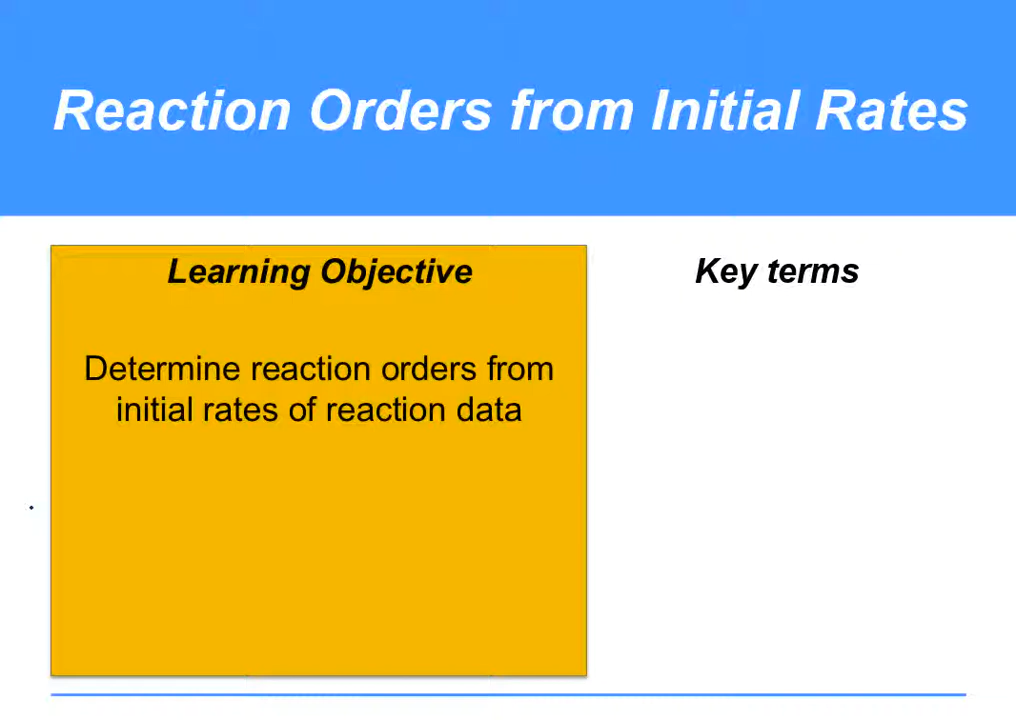 Reaction Orders from Initial Rates
Learning Objective
Determine reaction orders from
initial rates of reaction data
Key terms